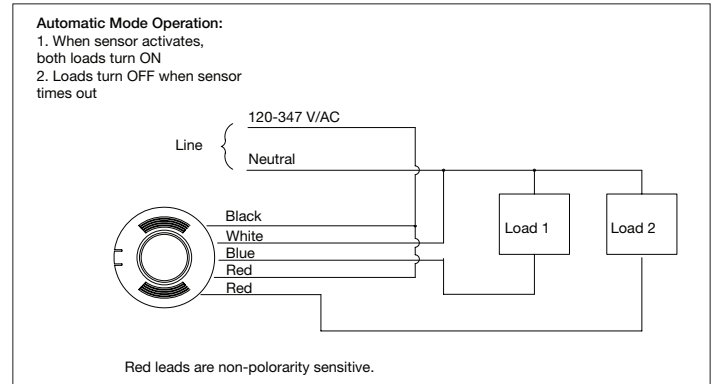 Automatic Mode Operation:
1. When sensor activates,
both loads turn ON
2. Loads turn OFF when sensor
times out
120-347 V/AC
Line
Neutral
Black
White
Blue
Red
Red
Load 1
Load 2
Red leads are non-polorarity sensitive.